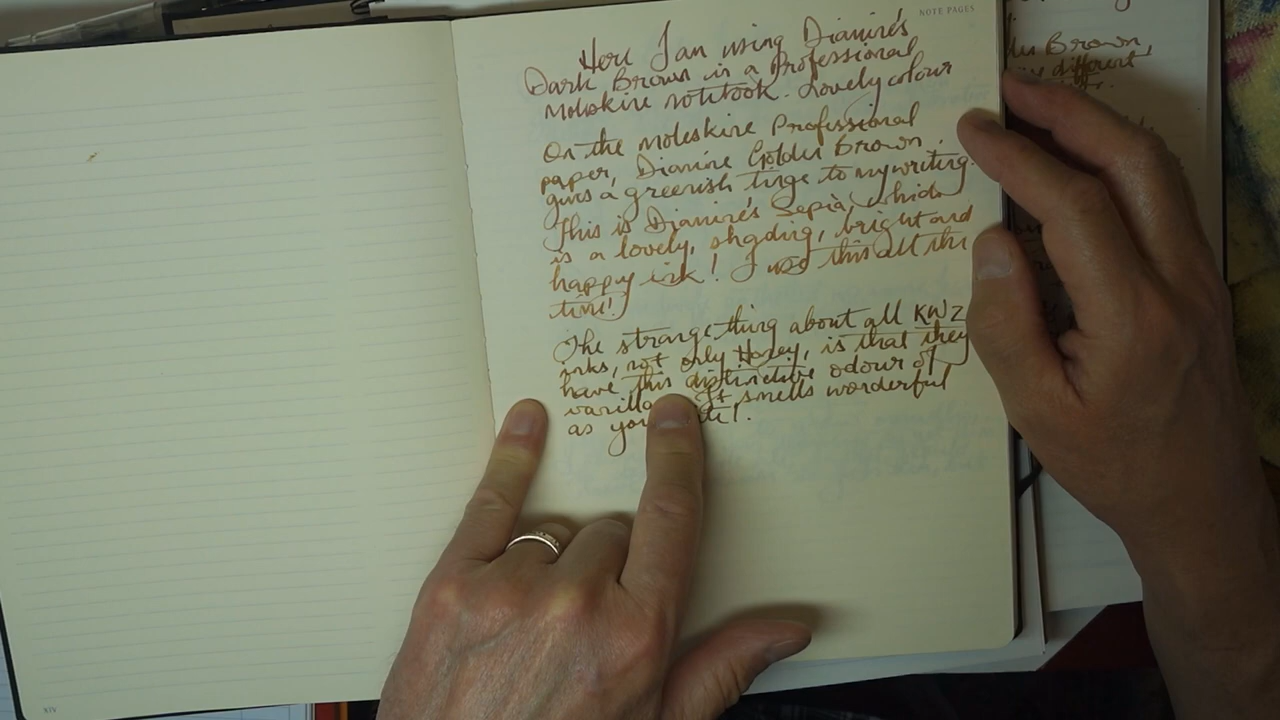 NOTE PAGES
Here I am using Diamine's
Dark Brown in a Professional
Moleskine notebook. Lovely colour
On the Moleskine Professional
paper, Diamine Golden Brown
gives a greenish tinge to my writing.
This is Diamine's Sepia, which
is a lovely, shading, bright and
happy ink! I use this all the
time!
The strange thing about all KWZ
inks, not only Honey, is that they
have this distinctive odour of
vanilla. It smells wonderful
as you
Brown,
different
xiv